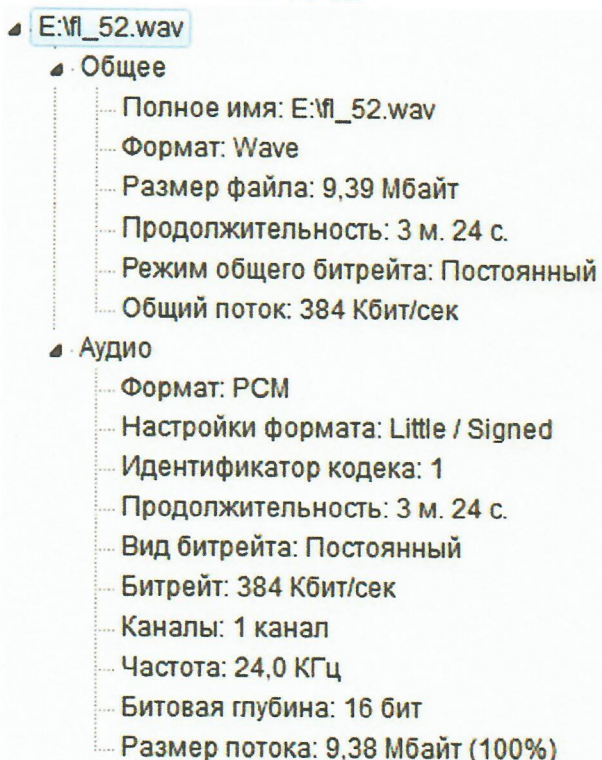 E:\fl_52.wav
Общее
Полное имя: E:\fl_52.wav
Формат: Wave
Размер файла: 9,39 Мбайт
Продолжительность: 3 м. 24 с.
Режим общего битрейта: Постоянный
Общий поток: 384 Кбит/сек
Аудио
Формат: PCM
Настройки формата: Little / Signed
Идентификатор кодека: 1
Продолжительность: 3 м. 24 с.
Вид битрейта: Постоянный
Битрейт: 384 Кбит/сек
Каналы: 1 канал
Частота: 24,0 КГц
Битовая глубина: 16 бит
Размер потока: 9,38 Мбайт (100%)